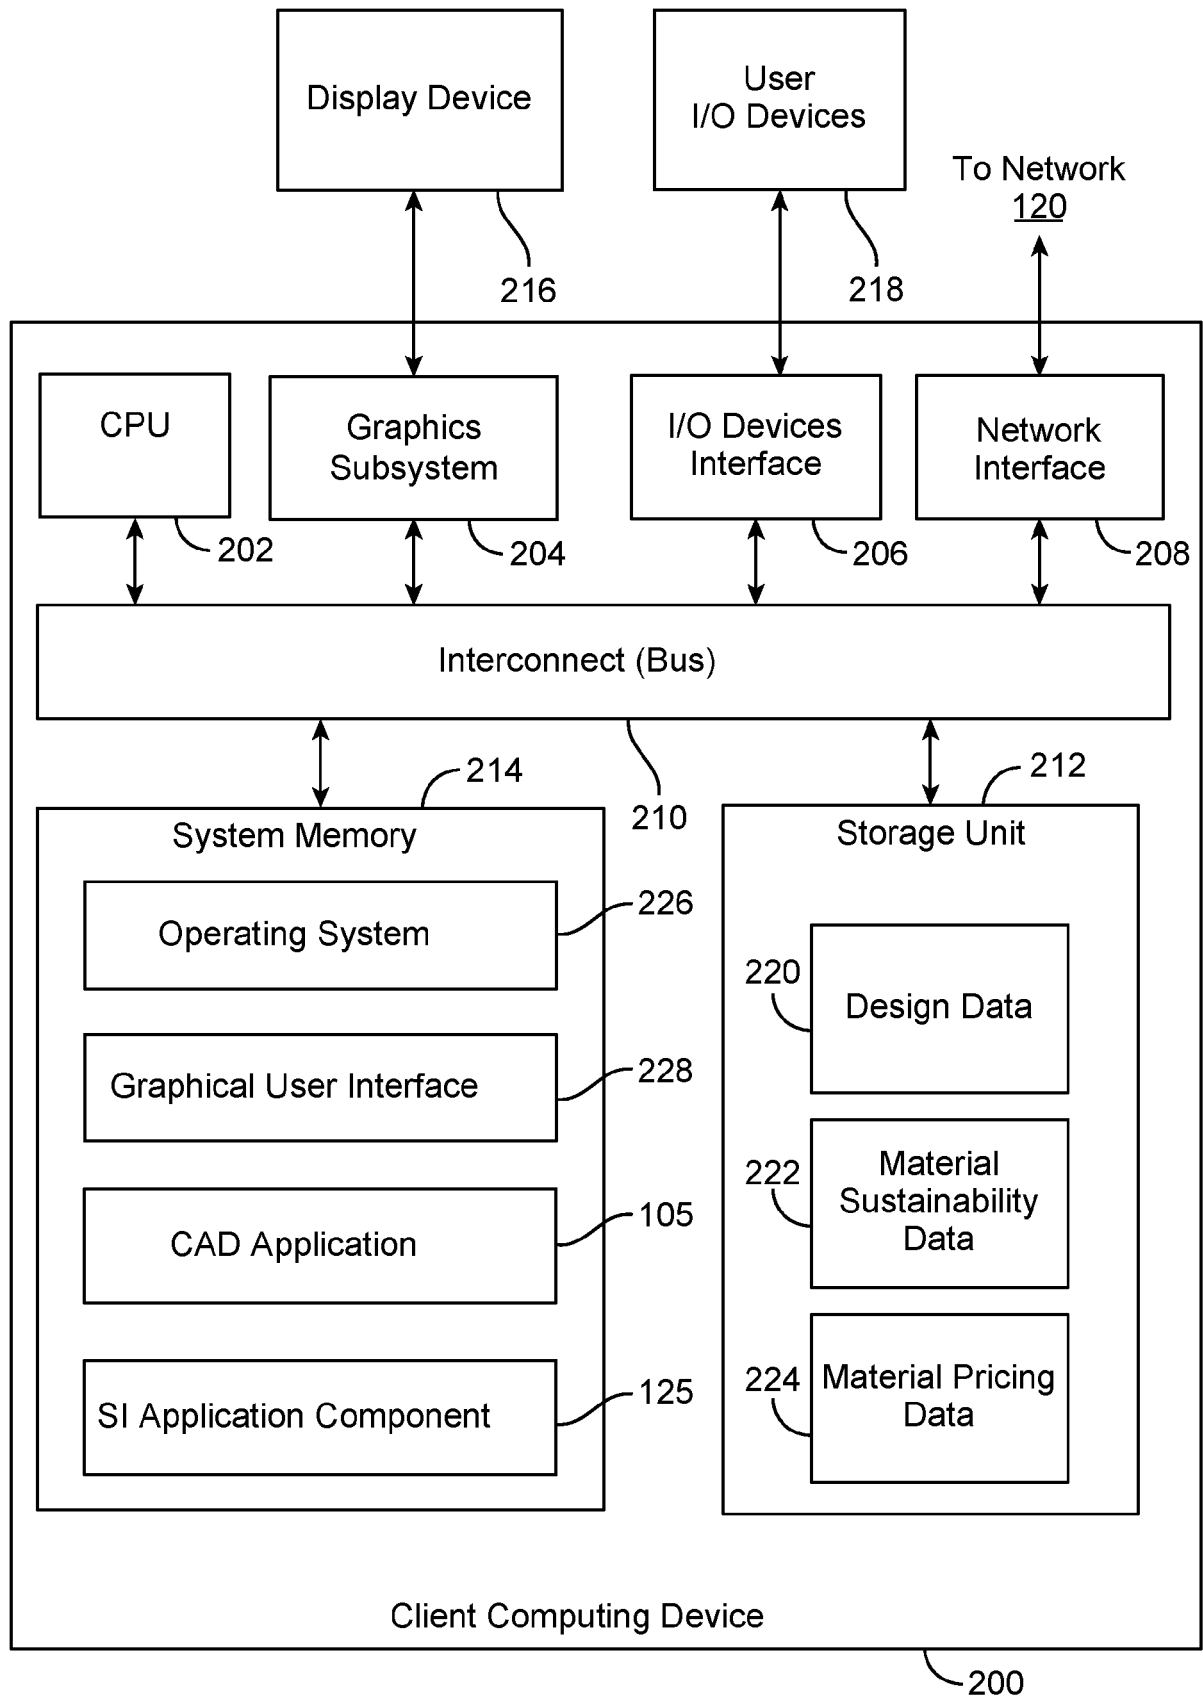 Display Device
User
I/O Devices
To Network
120
216
218
CPU
Graphics
Subsystem
I/O Devices
Interface
Network
Interface
202
204
206
208
Interconnect (Bus)
214
210
212
System Memory
Operating System
226
Graphical User Interface
228
CAD Application
105
SI Application Component
125
Storage Unit
220
Design Data
222
Material
Sustainability
Data
224
Material Pricing
Data
Client Computing Device
200